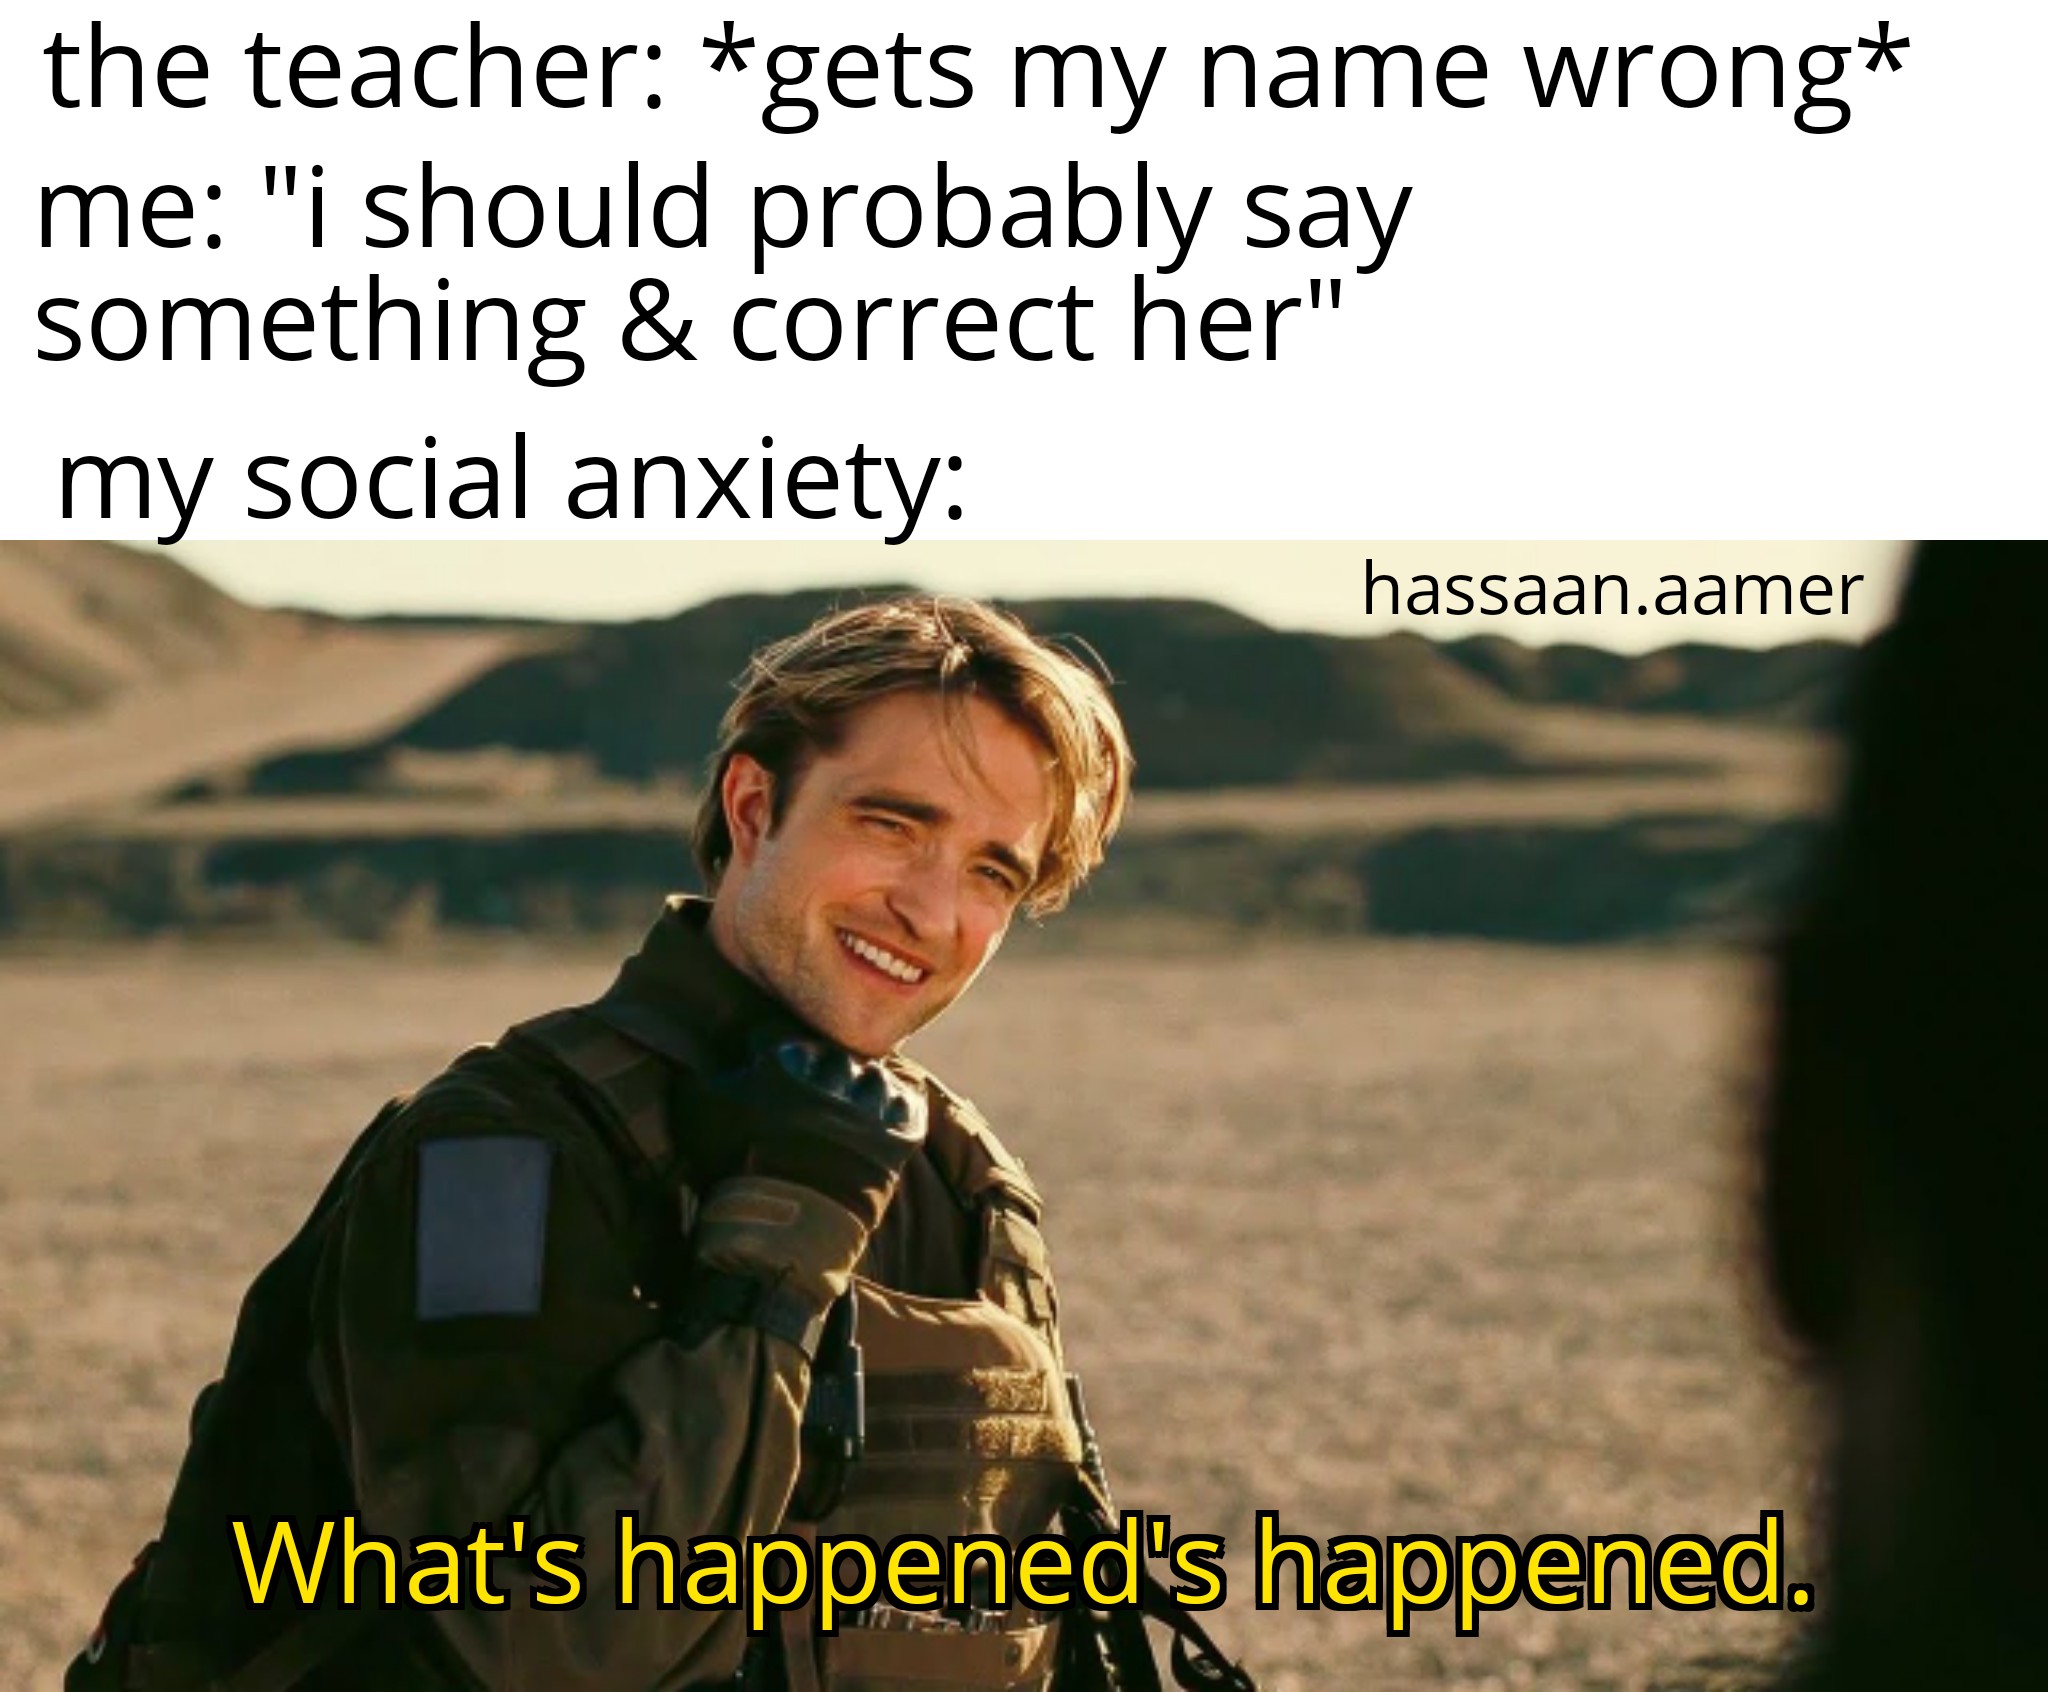 the teacher: *gets my name wrong*
me: "i should probably say
something & correct her"
my social anxiety:
hassaan.aamer
What's happened's happened.